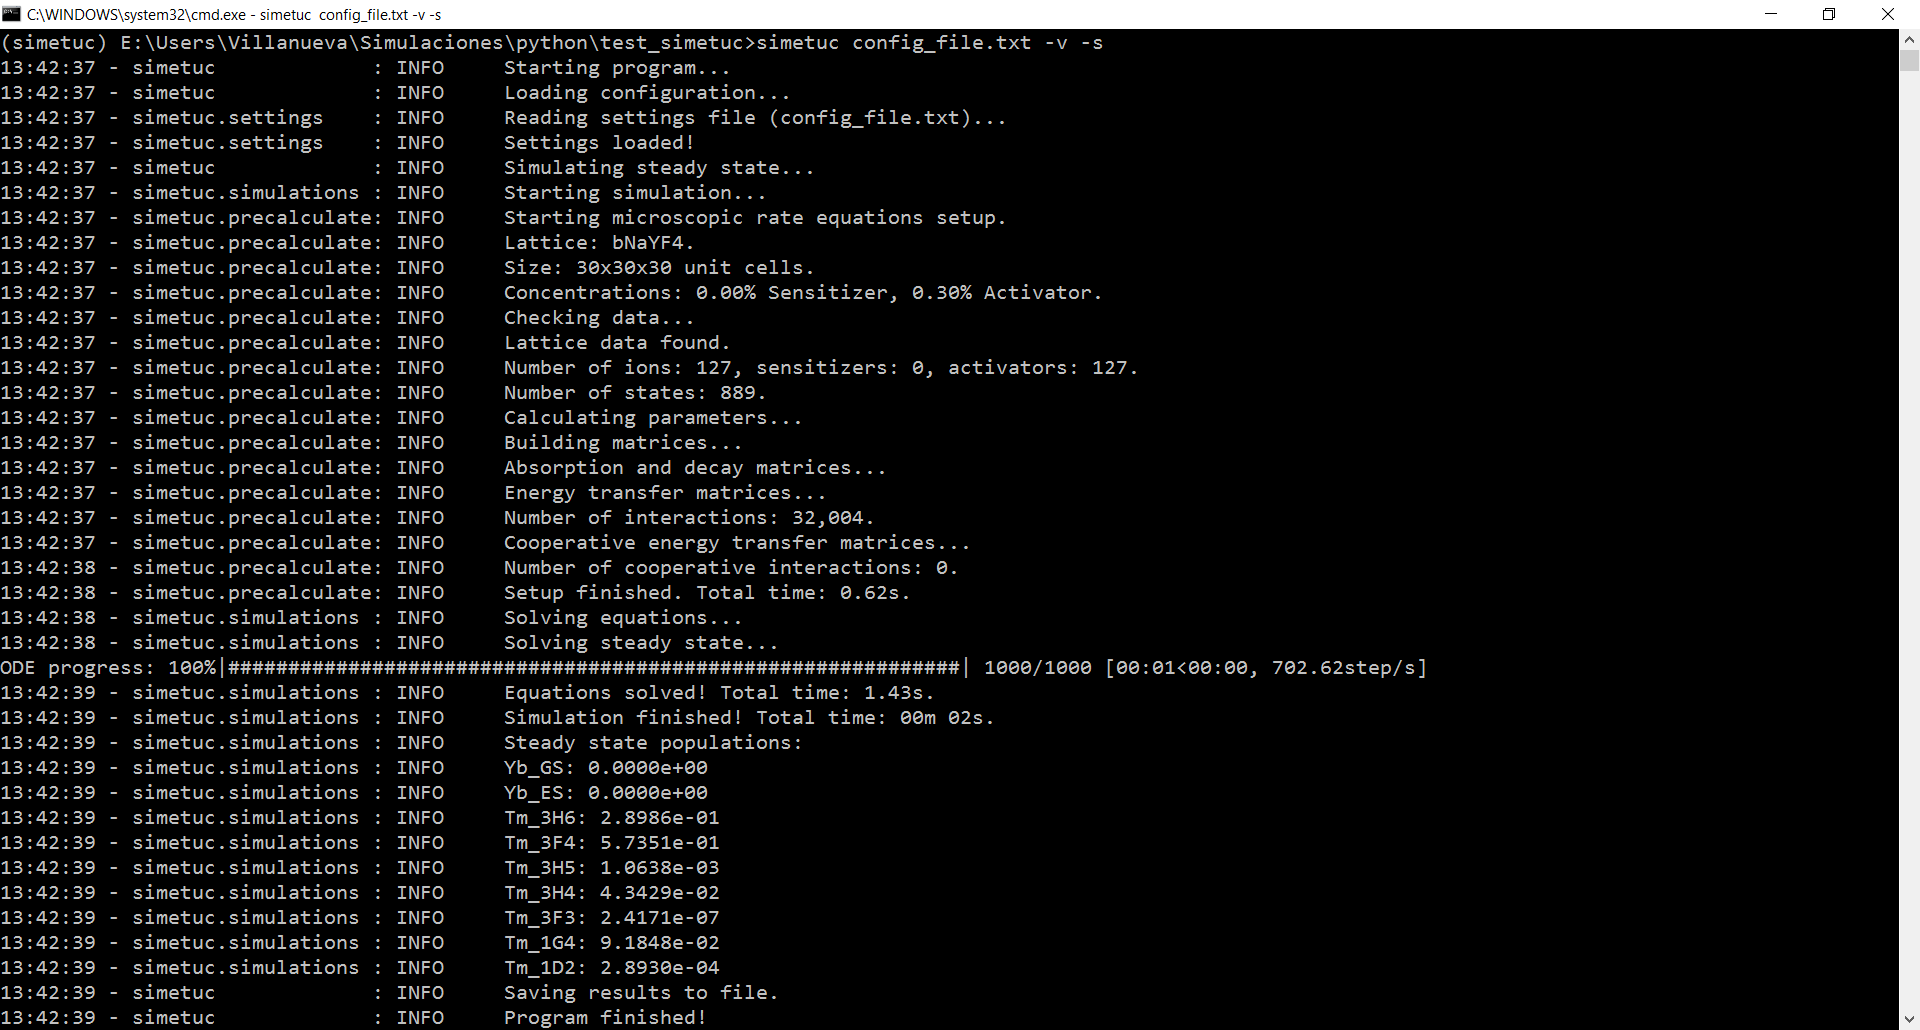 C:\WINDOWS\system32\cmd.exe - simetuc  config_file.txt -v -s
(simetuc) E:\Users\Villanueva\Simulaciones\python\test_simetuc>simetuc config_file.txt -v -s
13:42:37 - simetuc             : INFO     Starting program...
13:42:37 - simetuc             : INFO     Loading configuration...
13:42:37 - simetuc.settings    : INFO     Reading settings file (config_file.txt)...
13:42:37 - simetuc.settings    : INFO     Settings loaded!
13:42:37 - simetuc             : INFO     Simulating steady state...
13:42:37 - simetuc.simulations : INFO     Starting simulation...
13:42:37 - simetuc.precalculate: INFO     Starting microscopic rate equations setup.
13:42:37 - simetuc.precalculate: INFO     Lattice: bNaYF4.
13:42:37 - simetuc.precalculate: INFO     Size: 30x30x30 unit cells.
13:42:37 - simetuc.precalculate: INFO     Concentrations: 0.00% Sensitizer, 0.30% Activator.
13:42:37 - simetuc.precalculate: INFO     Checking data...
13:42:37 - simetuc.precalculate: INFO     Lattice data found.
13:42:37 - simetuc.precalculate: INFO     Number of ions: 127, sensitizers: 0, activators: 127.
13:42:37 - simetuc.precalculate: INFO     Number of states: 889.
13:42:37 - simetuc.precalculate: INFO     Calculating parameters...
13:42:37 - simetuc.precalculate: INFO     Building matrices...
13:42:37 - simetuc.precalculate: INFO     Absorption and decay matrices...
13:42:37 - simetuc.precalculate: INFO     Energy transfer matrices...
13:42:37 - simetuc.precalculate: INFO     Number of interactions: 32,004.
13:42:37 - simetuc.precalculate: INFO     Cooperative energy transfer matrices...
13:42:38 - simetuc.precalculate: INFO     Number of cooperative interactions: 0.
13:42:38 - simetuc.precalculate: INFO     Setup finished. Total time: 0.62s.
13:42:38 - simetuc.simulations : INFO     Solving equations...
13:42:38 - simetuc.simulations : INFO     Solving steady state...
ODE progress: 100%|#############################################################| 1000/1000 [00:01<00:00, 702.62step/s]
13:42:39 - simetuc.simulations : INFO     Equations solved! Total time: 1.43s.
13:42:39 - simetuc.simulations : INFO     Simulation finished! Total time: 00m 02s.
13:42:39 - simetuc.simulations : INFO     Steady state populations:
13:42:39 - simetuc.simulations : INFO     Yb_GS: 0.0000e+00
13:42:39 - simetuc.simulations : INFO     Yb_ES: 0.0000e+00
13:42:39 - simetuc.simulations : INFO     Tm_3H6: 2.8986e-01
13:42:39 - simetuc.simulations : INFO     Tm_3F4: 5.7351e-01
13:42:39 - simetuc.simulations : INFO     Tm_3H5: 1.0638e-03
13:42:39 - simetuc.simulations : INFO     Tm_3H4: 4.3429e-02
13:42:39 - simetuc.simulations : INFO     Tm_3F3: 2.4171e-07
13:42:39 - simetuc.simulations : INFO     Tm_1G4: 9.1848e-02
13:42:39 - simetuc.simulations : INFO     Tm_1D2: 2.8930e-04
13:42:39 - simetuc             : INFO     Saving results to file.
13:42:39 - simetuc             : INFO     Program finished!